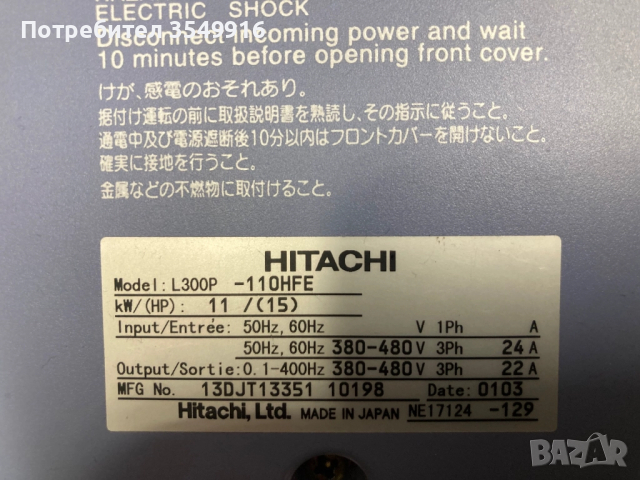 Потребител 3549916
ELECTRIC SHOCK
Disconnect incoming power and wait
10 minutes before opening front cover.
けが、感電のおそれあり。
据付け運転の前に取扱説明書を熟読し、その指示に従うこと。
通電中及び電源遮断後10分以内はフロントカバーを開けないこと。
確実に接地を行うこと。
金属などの不燃物に取付けること。
HITACHI
Model: L300P -110HFE
kW/(HP): 11 /(15)
Input/Entrée: 50Hz, 60Hz V 1Ph A
50Hz, 60Hz 380-480 V 3Ph 24 A
Output/Sortie: 0.1-400Hz 380-480 V 3Ph 22 A
MFG No. 13DJT13351 10198 Date: 0103
Hitachi, Ltd. MADE IN JAPAN NE17124 -129
BAZAR